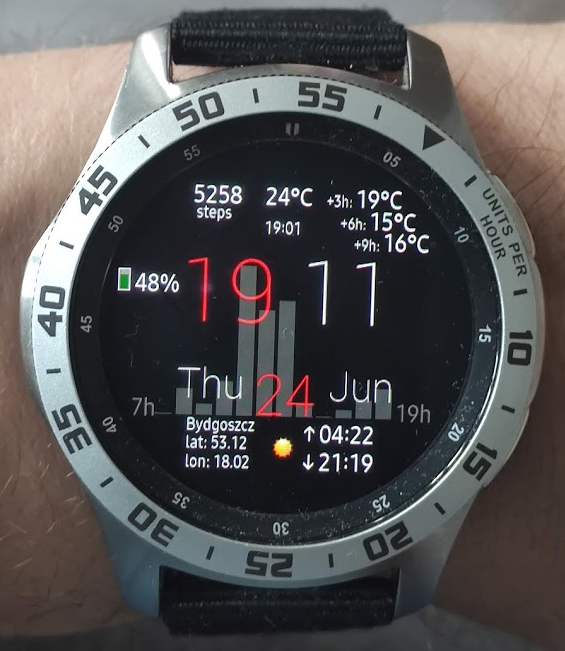 50 55
UNITS PER
HOUR
10
15
20
25
30
35
40
45
55
05
10
15
20
25
30
35
40
45
50
5258
steps
24°C
19:01
+3h: 19°C
+6h: 15°C
+9h: 16°C
48%
19 11
Thu 24 Jun
7h
19h
Bydgoszcz
lat: 53.12
lon: 18.02
↑04:22
↓21:19